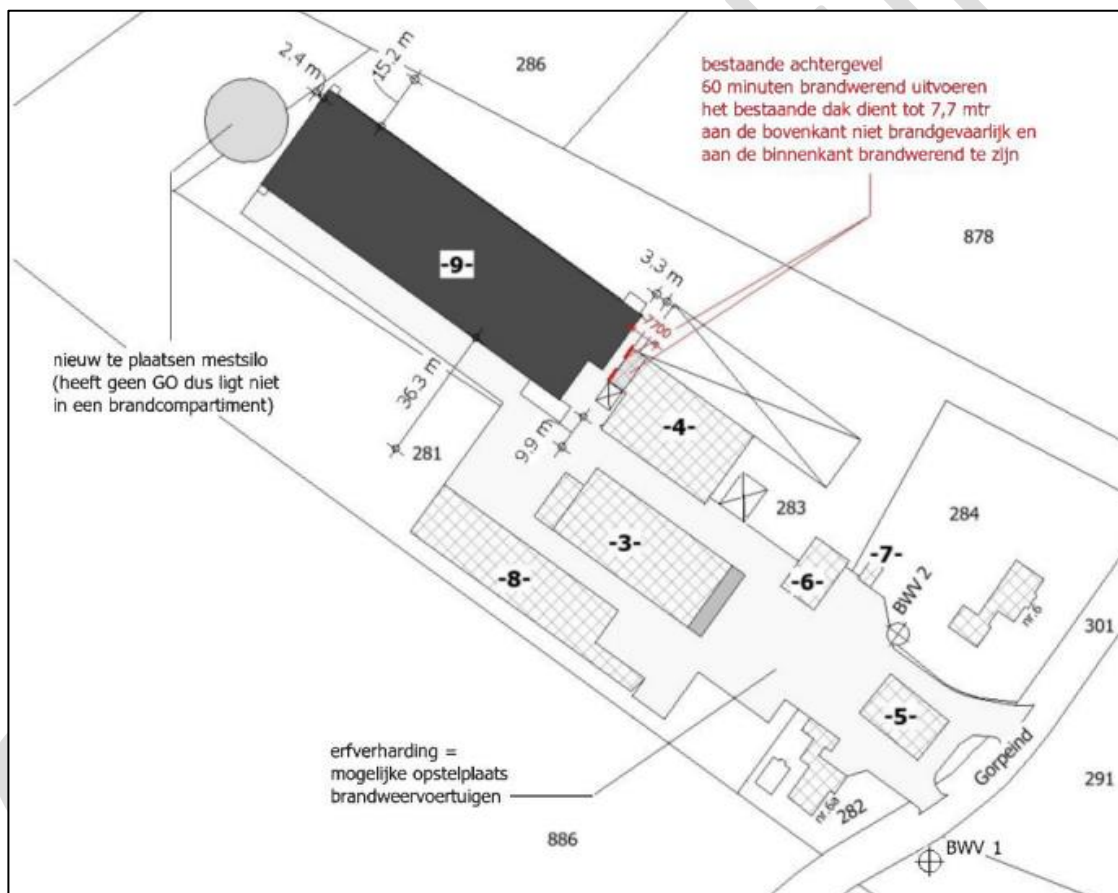 2.4 m
15.2 m
286
bestaande achtergevel
60 minuten brandwerend uitvoeren
het bestaande dak dient tot 7,7 mtr
aan de bovenkant niet brandgevaarlijk en
aan de binnenkant brandwerend te zijn
878
-9-
3.3 m
7700
nieuw te plaatsen mestsilo
(heeft geen GO dus ligt niet
in een brandcompartiment)
36.3 m
281
9.9 m
-4-
283
284
-3-
-8-
-6-
-7-
BWV 2
nr.6
301
-5-
Gorpeind
erfverharding =
mogelijke opstelplaats
brandweervoertuigen
nr.6a
282
291
886
BWV 1